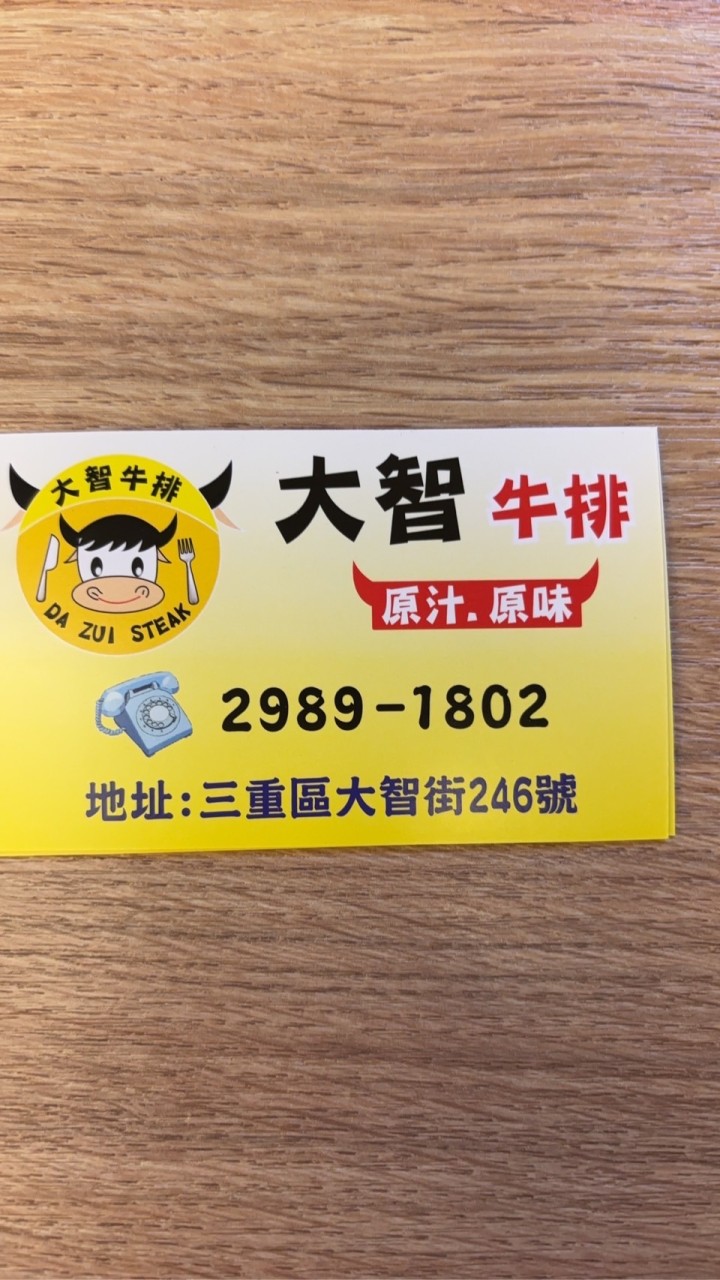 大智牛排
DA ZUI STEAK
大智 牛排
原汁.原味
2989-1802
地址:三重區大智街246號